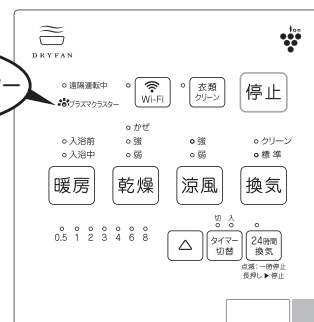 ion
DRYFAN
遠隔運転中
プラズマクラスター
Wi-Fi
衣類
クリーン
停止
ー
かぜ
入浴前 強 強 クリーン
入浴中 弱 弱 標準
暖房 乾燥 涼風 換気
切 入
0.5 1 2 3 4 6 8
△ タイマー
切替
24時間
換気
点滅:一時停止
長押し▶停止